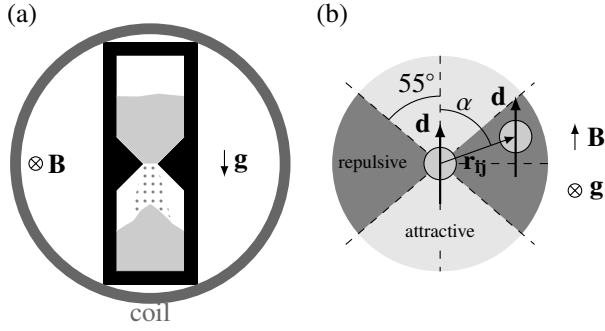 (a)
⊗ B
g
coil
(b)
55°
α
d
d
B
repulsive
r_ij
⊗ g
attractive